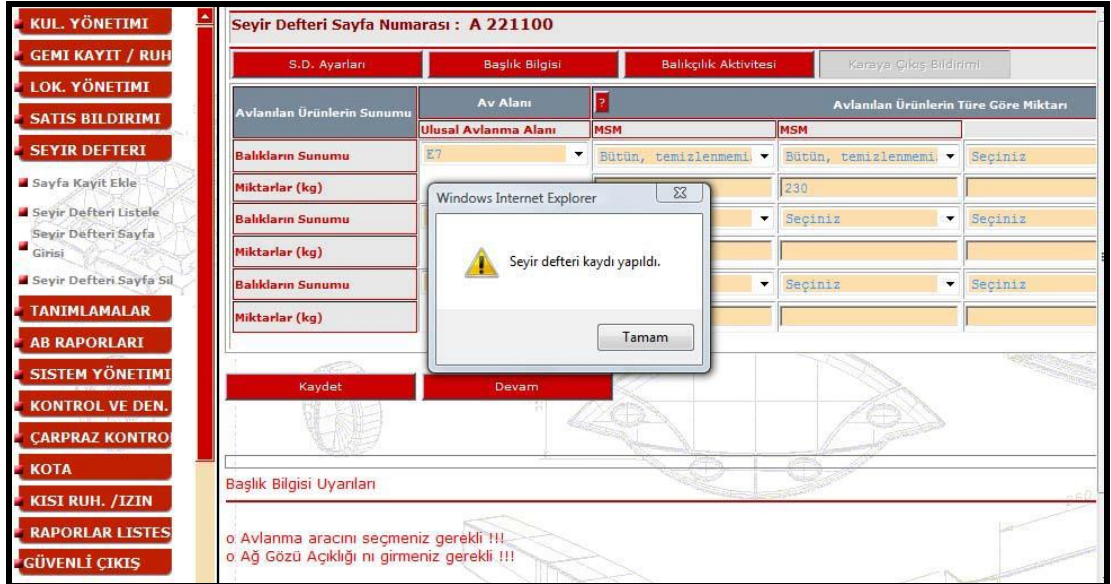 KUL. YÖNETIMI
GEMI KAYIT / RUH
LOK. YÖNETIMI
SATIS BILDIRIMI
SEYIR DEFTERI
Sayfa Kayit Ekle
Seyir Defteri Listele
Seyir Defteri Sayfa
Girisi
Seyir Defteri Sayfa Sil
TANIMLAMALAR
AB RAPORLARI
SISTEM YÖNETIMI
KONTROL VE DEN.
ÇARPRAZ KONTRO
KOTA
KISI RUH. /IZIN
RAPORLAR LISTES
GÜVENLİ ÇIKIŞ
Seyir Defteri Sayfa Numarası : A 221100
S.D. Ayarları Başlık Bilgisi Balıkçılık Aktivitesi Karaya Çıkış Bildirimi
Avlanılan Ürünlerin Sunumu Av Alanı ? Avlanılan Ürünlerin Türe Göre Miktarı
Ulusal Avlanma Alanı MSM MSM
Balıkların Sunumu E7 Bütün, temizlenmemi Bütün, temizlenmemi Seçiniz
Miktarlar (kg) 230
Balıkların Sunumu Seçiniz Seçiniz
Miktarlar (kg)
Balıkların Sunumu Seçiniz Seçiniz
Miktarlar (kg)
Windows Internet Explorer
Seyir defteri kaydı yapıldı.
Tamam
Kaydet Devam
Başlık Bilgisi Uyarıları
o Avlanma aracını seçmeniz gerekli !!!
o Ağ Gözü Açıklığı nı girmeniz gerekli !!!